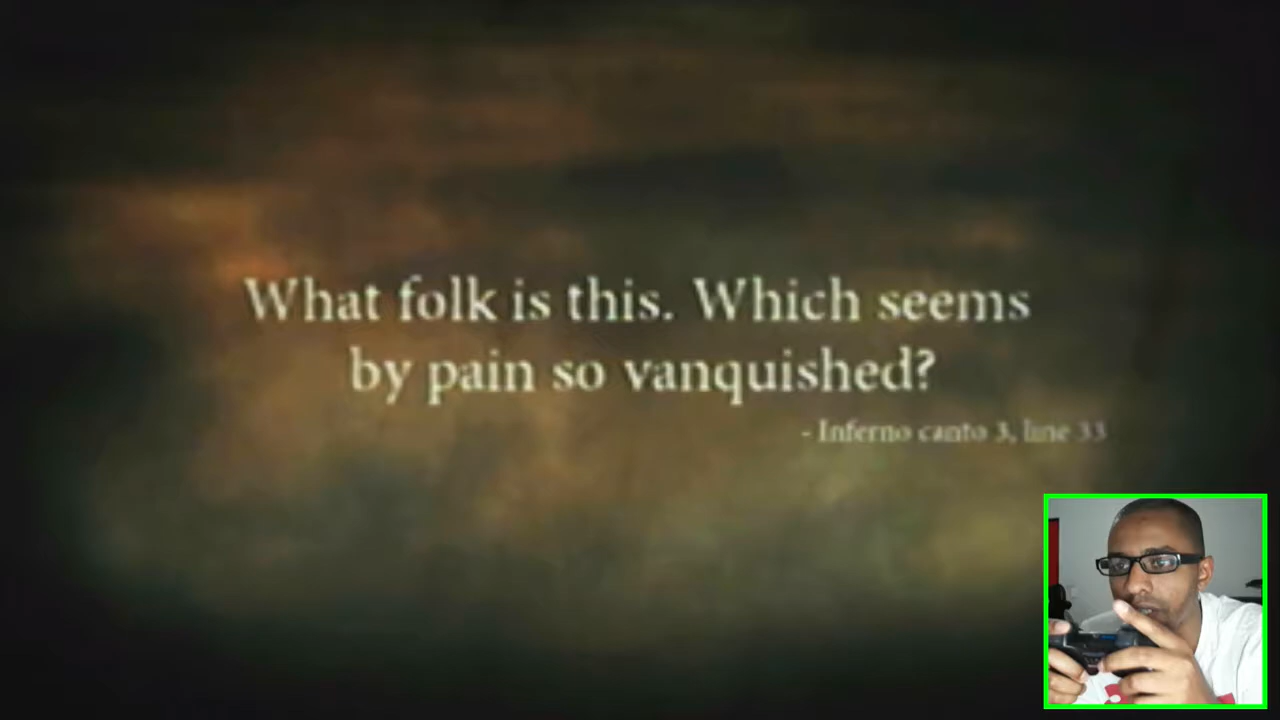 What folk is this. Which seems
by pain so vanquished?
- Inferno canto 3, line 33